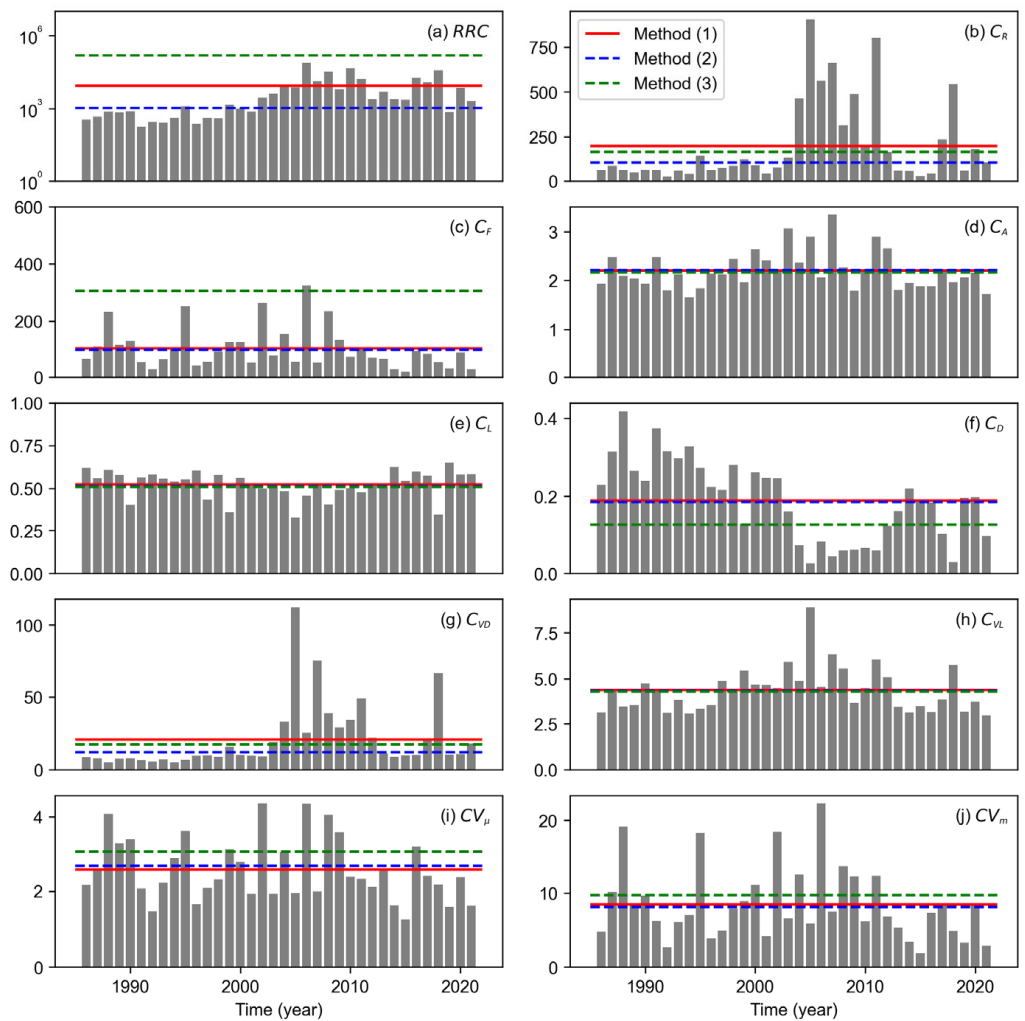 (a) RRC
10⁶
10³
10⁰
(b) C_R
Method (1)
Method (2)
Method (3)
750
500
250
0
(c) C_F
600
400
200
0
(d) C_A
3
2
1
0
(e) C_L
1.00
0.75
0.50
0.25
0.00
(f) C_D
0.4
0.2
0.0
(g) C_VD
100
50
0
(h) C_VL
7.5
5.0
2.5
0.0
(i) CV_μ
4
2
0
1990 2000 2010 2020
Time (year)
(j) CV_m
20
10
0
1990 2000 2010 2020
Time (year)